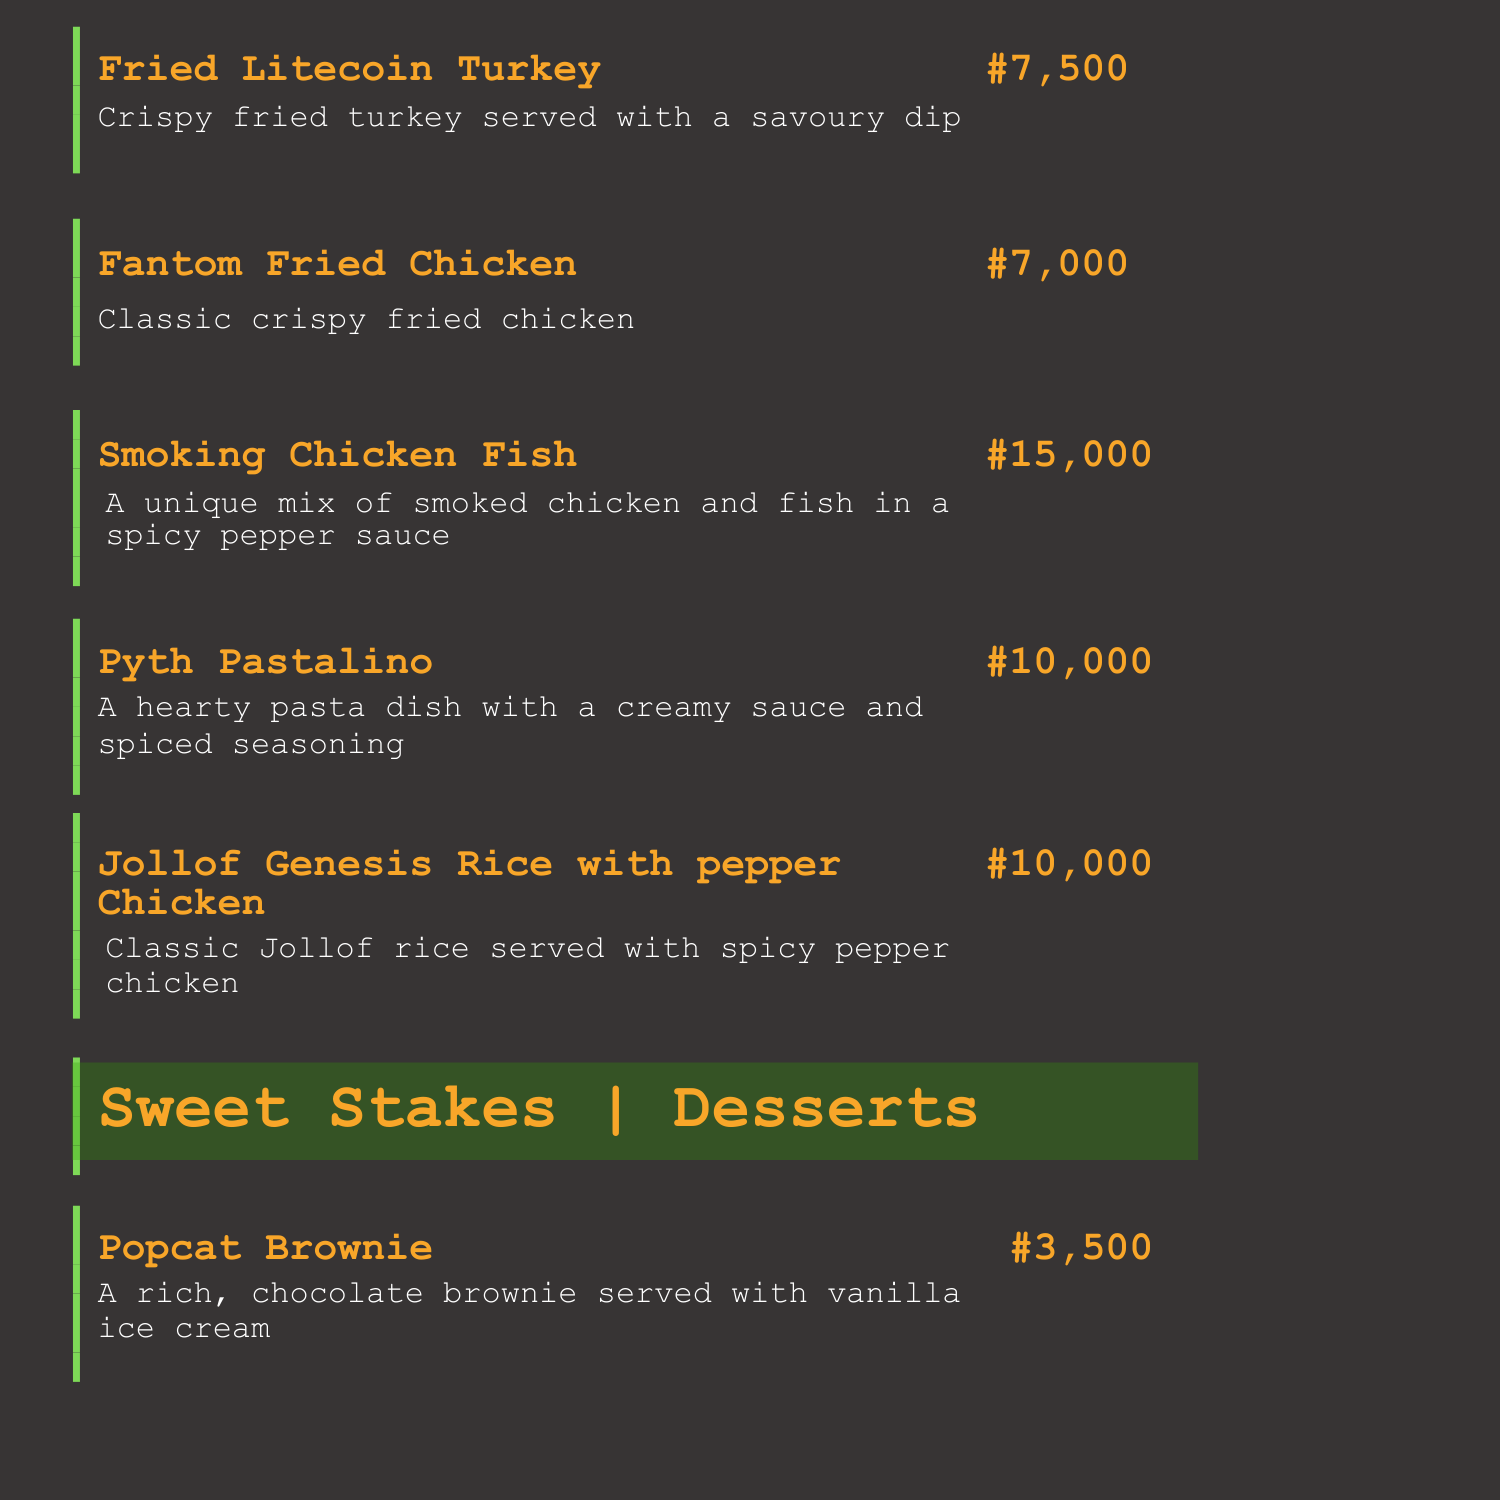 Fried Litecoin Turkey #7,500
Crispy fried turkey served with a savoury dip
Fantom Fried Chicken #7,000
Classic crispy fried chicken
Smoking Chicken Fish #15,000
A unique mix of smoked chicken and fish in a
spicy pepper sauce
Pyth Pastalino #10,000
A hearty pasta dish with a creamy sauce and
spiced seasoning
Jollof Genesis Rice with pepper #10,000
Chicken
Classic Jollof rice served with spicy pepper
chicken
Sweet Stakes | Desserts
Popcat Brownie #3,500
A rich, chocolate brownie served with vanilla
ice cream